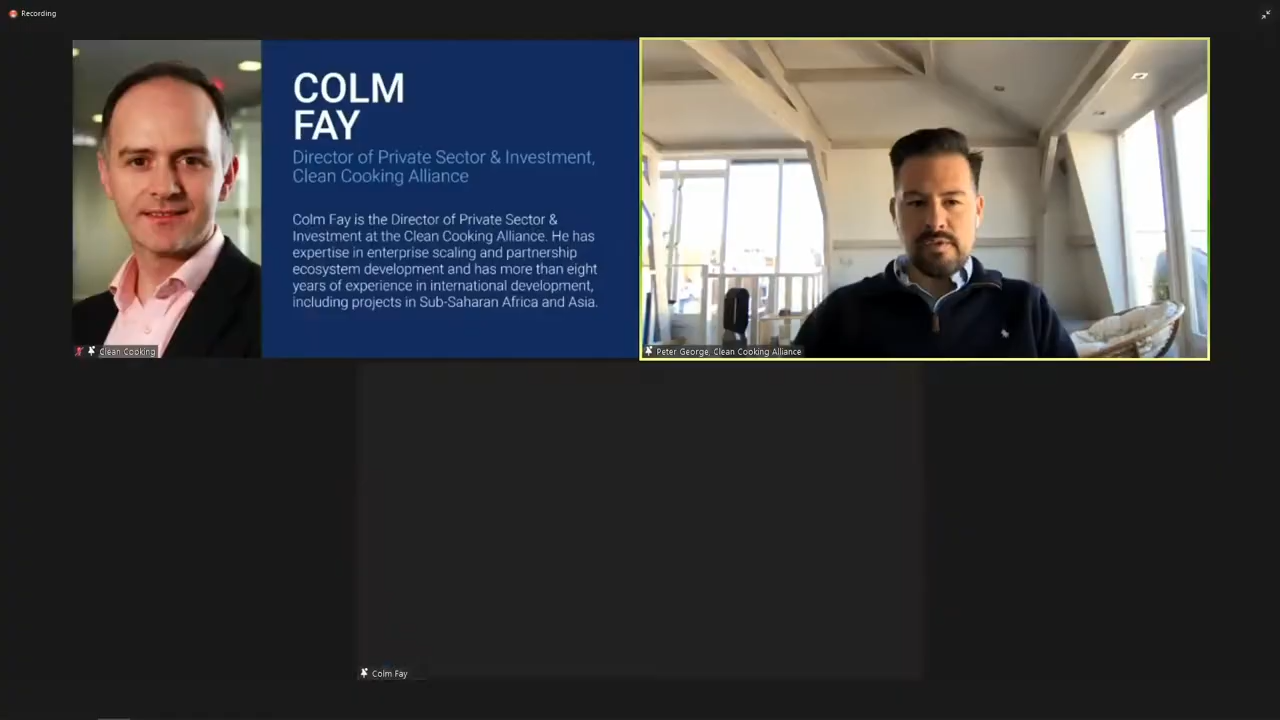 Recording
COLM
FAY
Director of Private Sector & Investment,
Clean Cooking Alliance
Colm Fay is the Director of Private Sector &
Investment at the Clean Cooking Alliance. He has
expertise in enterprise scaling and partnership
ecosystem development and has more than eight
years of experience in international development,
including projects in Sub-Saharan Africa and Asia.
Clean Cooking
Peter George, Clean Cooking Alliance
Colm Fay